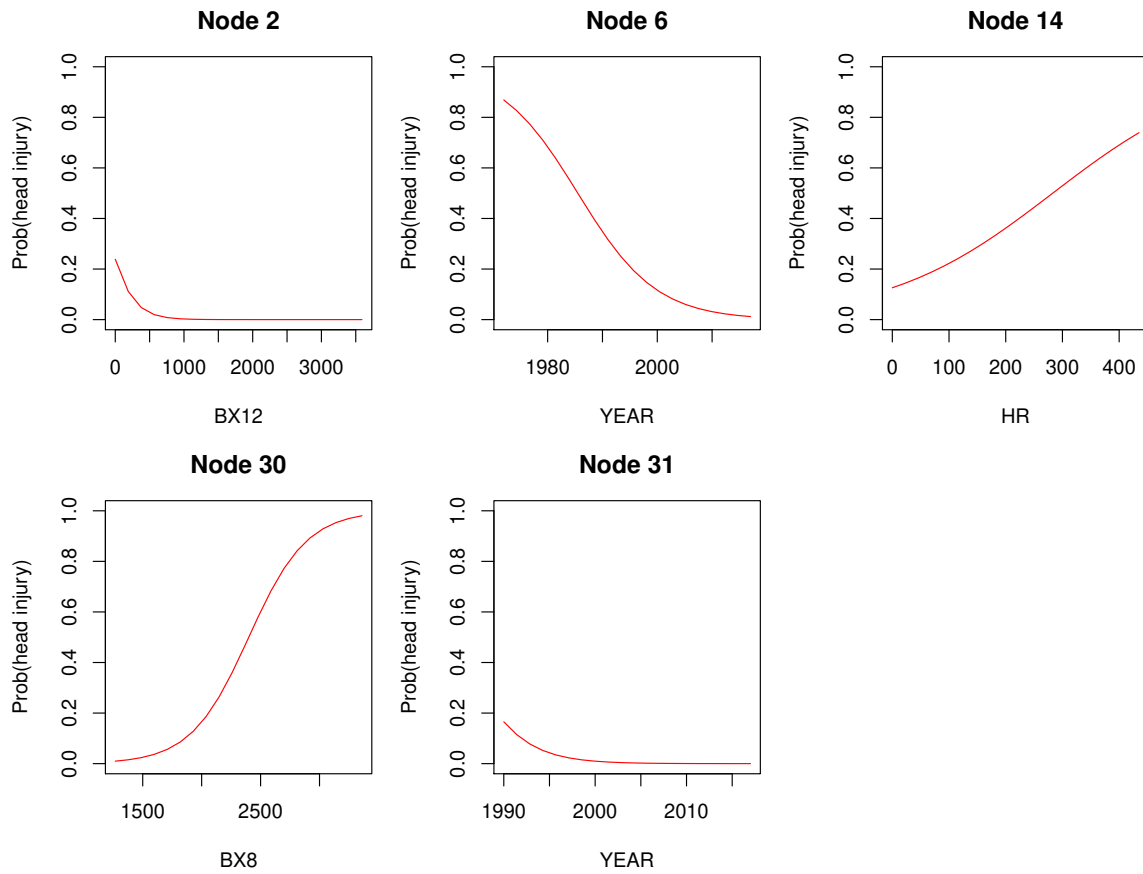 Node 2
Prob(head injury)
0.0 0.2 0.4 0.6 0.8 1.0
0 1000 2000 3000
BX12
Node 6
Prob(head injury)
0.0 0.2 0.4 0.6 0.8 1.0
1980 2000
YEAR
Node 14
Prob(head injury)
0.0 0.2 0.4 0.6 0.8 1.0
0 100 200 300 400
HR
Node 30
Prob(head injury)
0.0 0.2 0.4 0.6 0.8 1.0
1500 2500
BX8
Node 31
Prob(head injury)
0.0 0.2 0.4 0.6 0.8 1.0
1990 2000 2010
YEAR